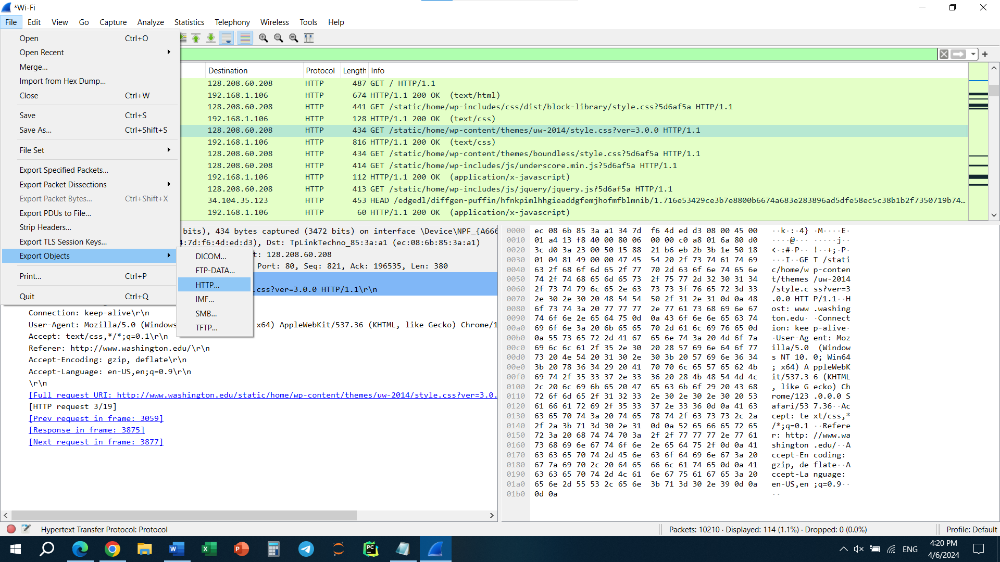 *Wi-Fi
File Edit View Go Capture Analyze Statistics Telephony Wireless Tools Help
Open Ctrl+O
Open Recent
Merge...
Import from Hex Dump...
Close Ctrl+W
Save Ctrl+S
Save As... Ctrl+Shift+S
File Set
Export Specified Packets...
Export Packet Dissections
Export Packet Bytes... Ctrl+Shift+X
Export PDUs to File...
Strip Headers...
Export TLS Session Keys...
Export Objects
Print... Ctrl+P
Quit Ctrl+Q
DICOM...
FTP-DATA...
HTTP...
IMF...
SMB...
TFTP...
Destination Protocol Length Info
128.208.60.208 HTTP 487 GET / HTTP/1.1
192.168.1.106 HTTP 674 HTTP/1.1 200 OK (text/html)
128.208.60.208 HTTP 441 GET /static/home/wp-includes/css/dist/block-library/style.css?5d6af5a HTTP/1.1
192.168.1.106 HTTP 128 HTTP/1.1 200 OK (text/css)
128.208.60.208 HTTP 434 GET /static/home/wp-content/themes/uw-2014/style.css?ver=3.0.0 HTTP/1.1
192.168.1.106 HTTP 816 HTTP/1.1 200 OK (text/css)
128.208.60.208 HTTP 434 GET /static/home/wp-content/themes/boundless/style.css?5d6af5a HTTP/1.1
128.208.60.208 HTTP 414 GET /static/home/wp-includes/js/underscore.min.js?5d6af5a HTTP/1.1
192.168.1.106 HTTP 112 HTTP/1.1 200 OK (application/x-javascript)
128.208.60.208 HTTP 413 GET /static/home/wp-includes/js/jquery/jquery.js?5d6af5a HTTP/1.1
34.104.35.123 HTTP 453 HEAD /edgedl/diffgen-puffin/hfnkpimlhhgieaddgfemjhofmfblmnib/1.716e53429ce3b7e8800b6674a683e283896ad5dfe58ec5c38b1b2f7350719b74…
192.168.1.106 HTTP 60 HTTP/1.1 200 OK (application/x-javascript)
bits), 434 bytes captured (3472 bits) on interface \Device\NPF_{A666
4:7d:f6:4d:ed:d3), Dst: TpLinkTechno_85:3a:a1 (ec:08:6b:85:3a:a1)
t: 128.208.60.208
Port: 80, Seq: 821, Ack: 196535, Len: 380
.css?ver=3.0.0 HTTP/1.1\r\n
Connection: keep-alive\r\n
User-Agent: Mozilla/5.0 (Windows x64) AppleWebKit/537.36 (KHTML, like Gecko) Chrome/1
Accept: text/css,*/*;q=0.1\r\n
Referer: http://www.washington.edu/\r\n
Accept-Encoding: gzip, deflate\r\n
Accept-Language: en-US,en;q=0.9\r\n
\r\n
[Full request URI: http://www.washington.edu/static/home/wp-content/themes/uw-2014/style.css?ver=3.0.
[HTTP request 3/19]
[Prev request in frame: 3059]
[Response in frame: 3875]
[Next request in frame: 3877]
0000 ec 08 6b 85 3a a1 34 7d f6 4d ed d3 08 00 45 00 ··k·:·4} ·M····E·
0010 01 a4 13 f8 40 00 80 06 00 00 c0 a8 01 6a 80 d0 ····@··· ·····j··
0020 3c d0 3a 23 00 50 15 88 21 b6 eb 2b 3b 1e 50 18 <·:#·P·· !··+;·P·
0030 01 04 81 49 00 00 47 45 54 20 2f 73 74 61 74 69 ···I··GE T /stati
0040 63 2f 68 6f 6d 65 2f 77 70 2d 63 6f 6e 74 65 6e c/home/w p-conten
0050 74 2f 74 68 65 6d 65 73 2f 75 77 2d 32 30 31 34 t/themes /uw-2014
0060 2f 73 74 79 6c 65 2e 63 73 73 3f 76 65 72 3d 33 /style.c ss?ver=3
0070 2e 30 2e 30 20 48 54 54 50 2f 31 2e 31 0d 0a 48 .0.0 HTT P/1.1··H
0080 6f 73 74 3a 20 77 77 77 2e 77 61 73 68 69 6e 67 ost: www .washing
0090 74 6f 6e 2e 65 64 75 0d 0a 43 6f 6e 6e 65 63 74 ton.edu· ·Connect
00a0 69 6f 6e 3a 20 6b 65 65 70 2d 61 6c 69 76 65 0d ion: kee p-alive·
00b0 0a 55 73 65 72 2d 41 67 65 6e 74 3a 20 4d 6f 7a ·User-Ag ent: Moz
00c0 69 6c 6c 61 2f 35 2e 30 20 28 57 69 6e 64 6f 77 illa/5.0 (Window
00d0 73 20 4e 54 20 31 30 2e 30 3b 20 57 69 6e 36 34 s NT 10. 0; Win64
00e0 3b 20 78 36 34 29 20 41 70 70 6c 65 57 65 62 4b ; x64) A ppleWebK
00f0 69 74 2f 35 33 37 2e 33 36 20 28 4b 48 54 4d 4c it/537.3 6 (KHTML
0100 2c 20 6c 69 6b 65 20 47 65 63 6b 6f 29 20 43 68 , like G ecko) Ch
0110 72 6f 6d 65 2f 31 32 33 2e 30 2e 30 2e 30 20 53 rome/123 .0.0.0 S
0120 61 66 61 72 69 2f 35 33 37 2e 33 36 0d 0a 41 63 afari/53 7.36··Ac
0130 63 65 70 74 3a 20 74 65 78 74 2f 63 73 73 2c 2a cept: te xt/css,*
0140 2f 2a 3b 71 3d 30 2e 31 0d 0a 52 65 66 65 72 65 /*;q=0.1 ··Refere
0150 72 3a 20 68 74 74 70 3a 2f 2f 77 77 77 2e 77 61 r: http: //www.wa
0160 73 68 69 6e 67 74 6f 6e 2e 65 64 75 2f 0d 0a 41 shington .edu/··A
0170 63 63 65 70 74 2d 45 6e 63 6f 64 69 6e 67 3a 20 ccept-En coding:
0180 67 7a 69 70 2c 20 64 65 66 6c 61 74 65 0d 0a 41 gzip, de flate··A
0190 63 63 65 70 74 2d 4c 61 6e 67 75 61 67 65 3a 20 ccept-La nguage:
01a0 65 6e 2d 55 53 2c 65 6e 3b 71 3d 30 2e 39 0d 0a en-US,en ;q=0.9··
01b0 0d 0a ··
Hypertext Transfer Protocol: Protocol
Packets: 10210 · Displayed: 114 (1.1%) · Dropped: 0 (0.0%)
Profile: Default
ENG
4:20 PM
4/6/2024